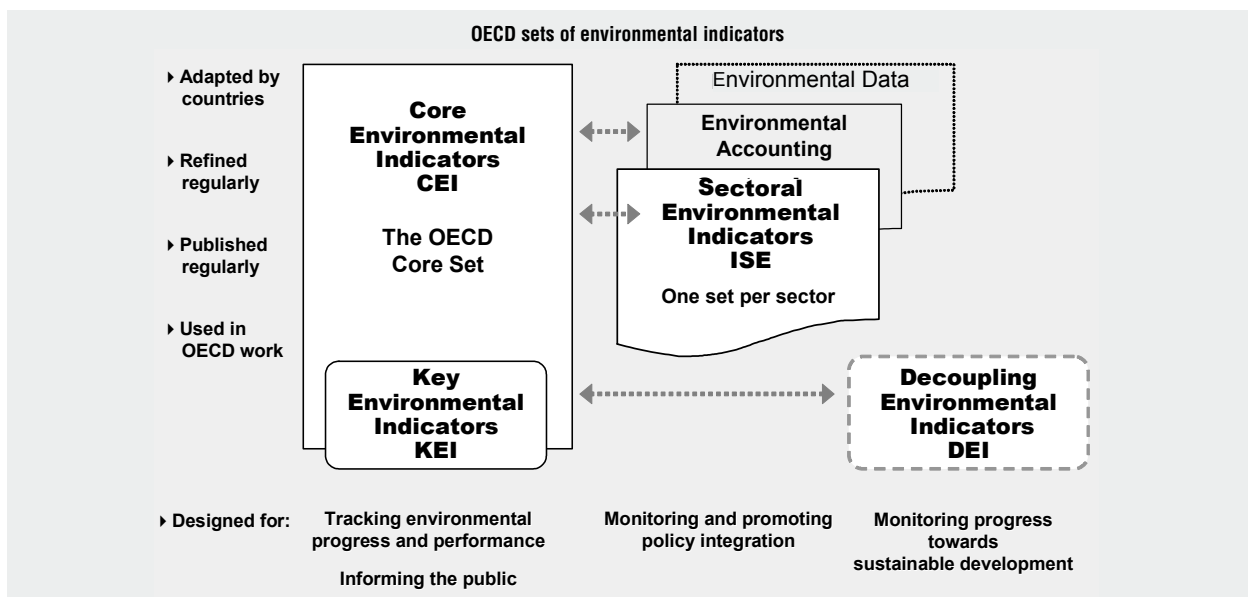 OECD sets of environmental indicators
Adapted by
countries
Refined
regularly
Published
regularly
Used in
OECD work
Core
Environmental
Indicators
CEI
The OECD
Core Set
Key
Environmental
Indicators
KEI
Environmental Data
Environmental
Accounting
Sectoral
Environmental
Indicators
ISE
One set per sector
Decoupling
Environmental
Indicators
DEI
Designed for:
Tracking environmental
progress and performance
Informing the public
Monitoring and promoting
policy integration
Monitoring progress
towards
sustainable development